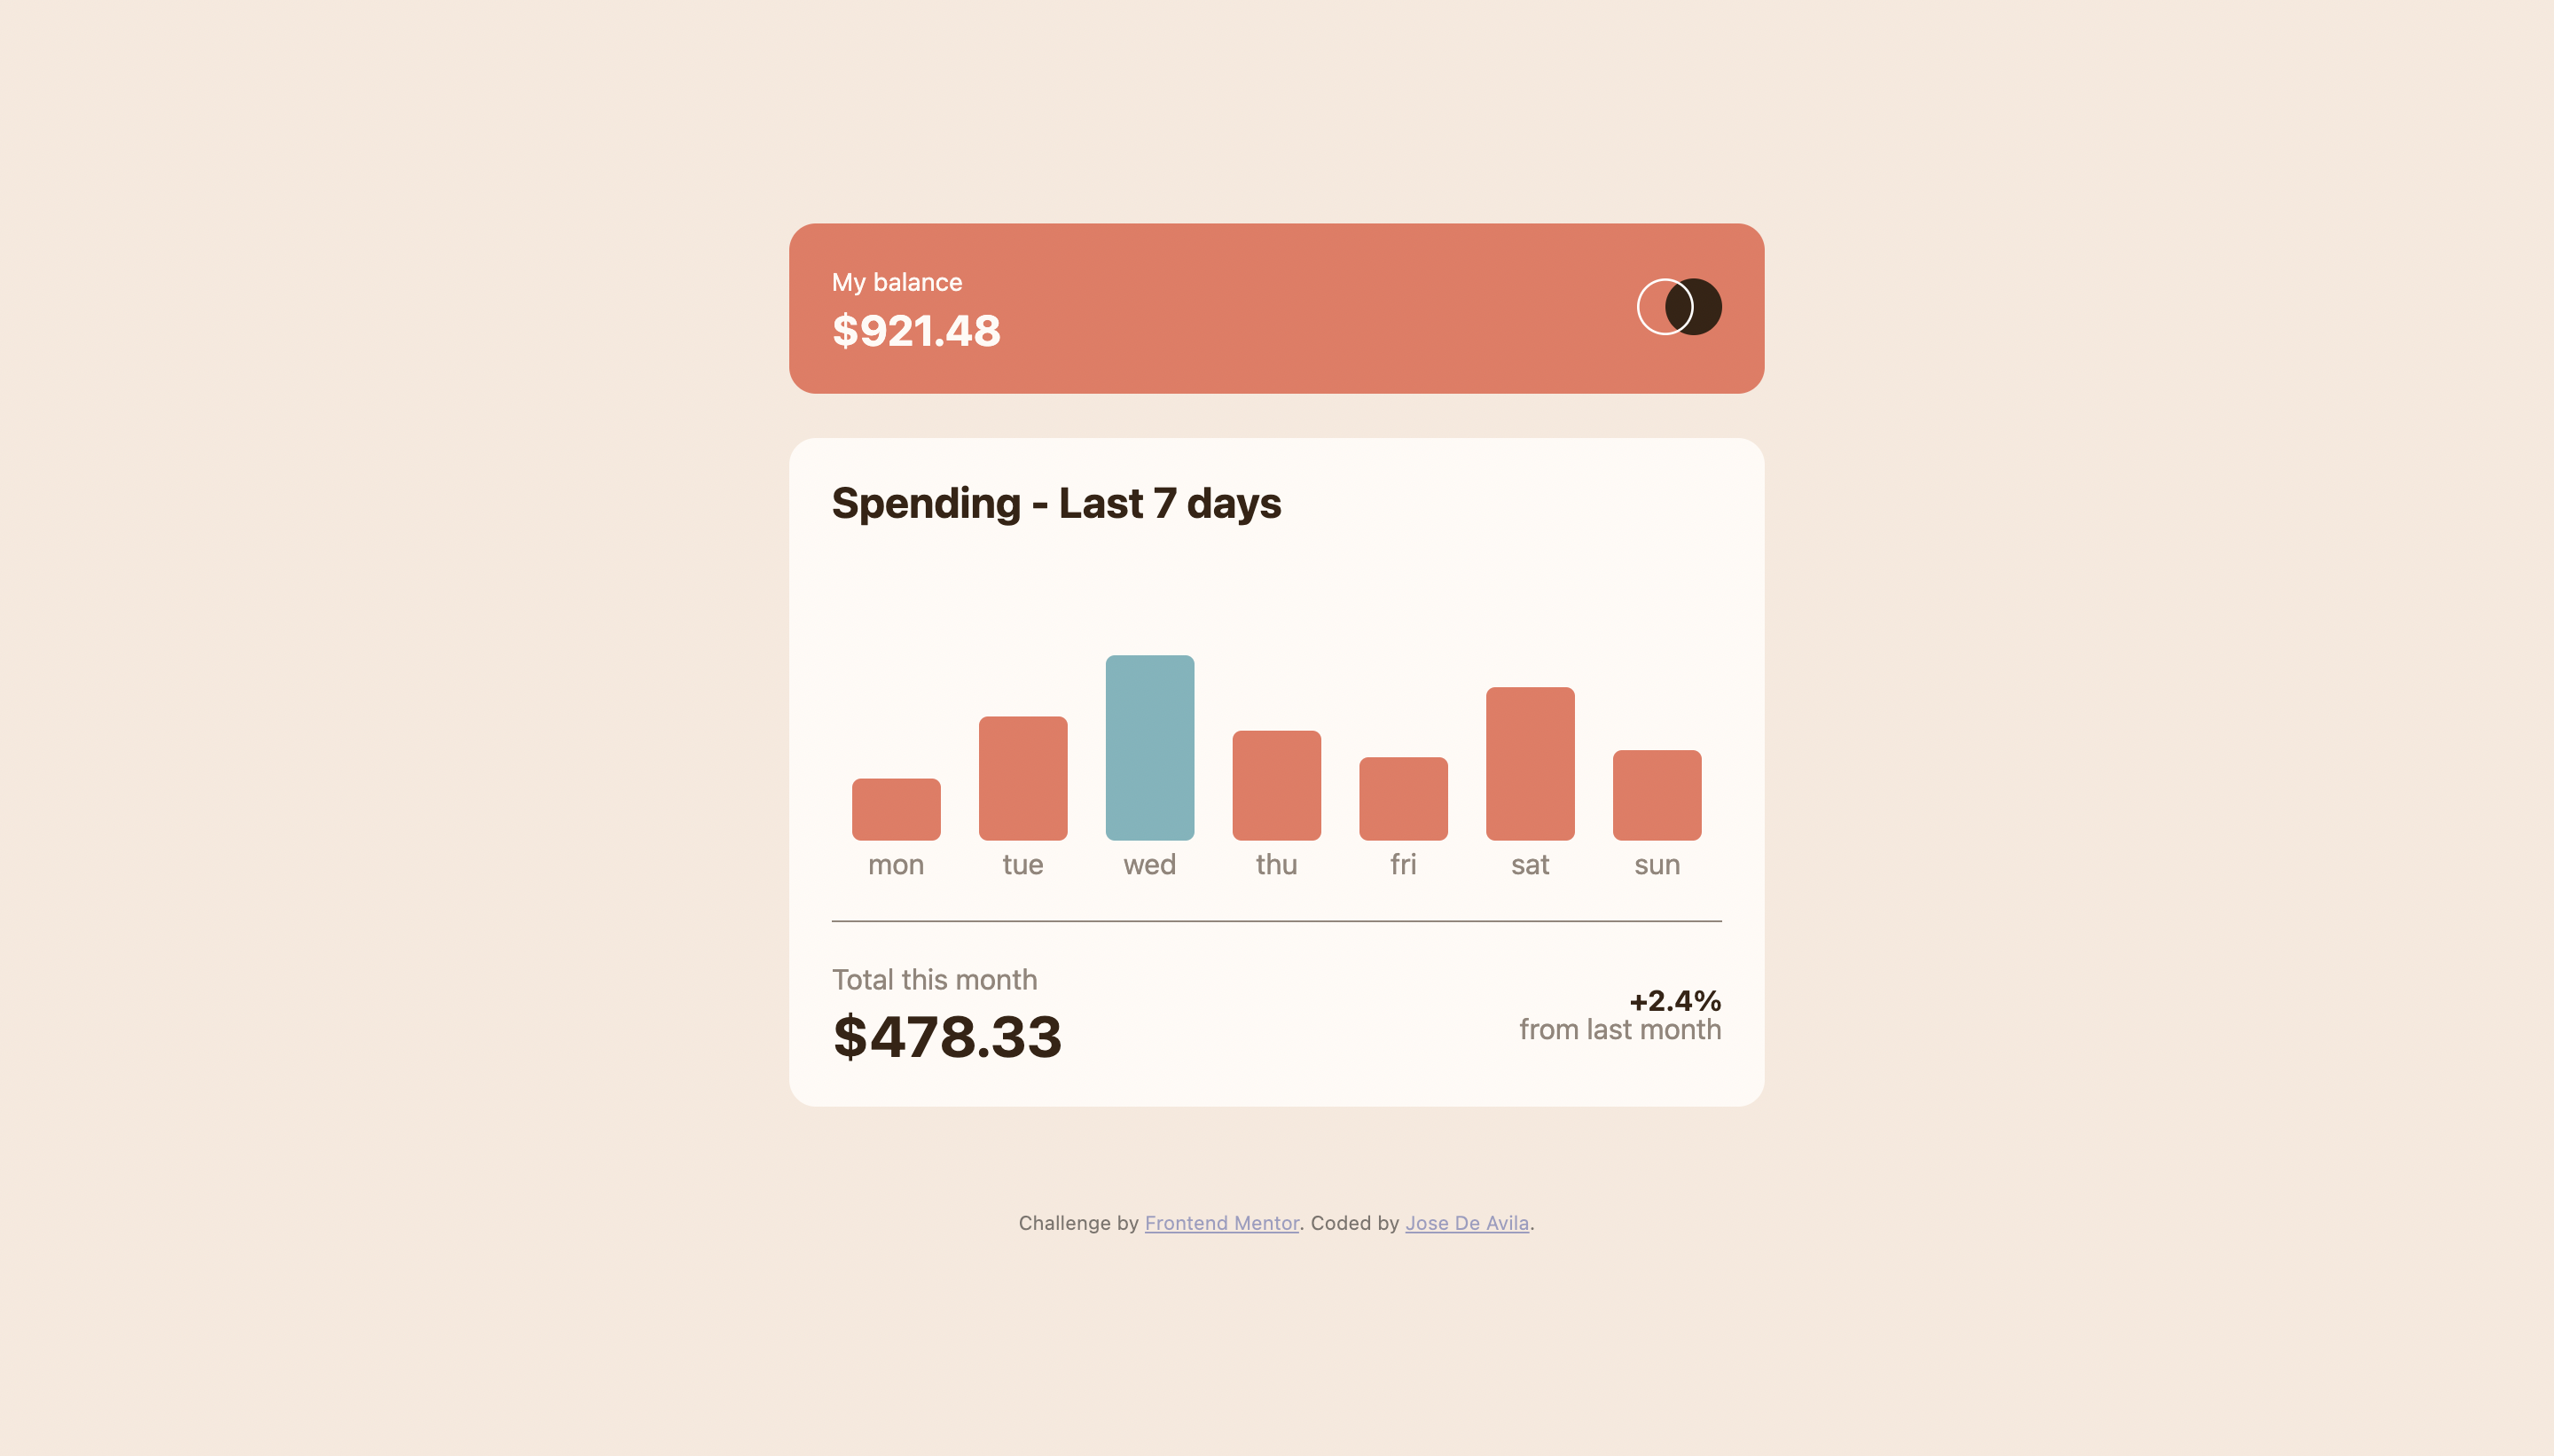 My balance
$921.48
Spending - Last 7 days
mon tue wed thu fri sat sun
Total this month
$478.33
+2.4%
from last month
Challenge by Frontend Mentor. Coded by Jose De Avila.